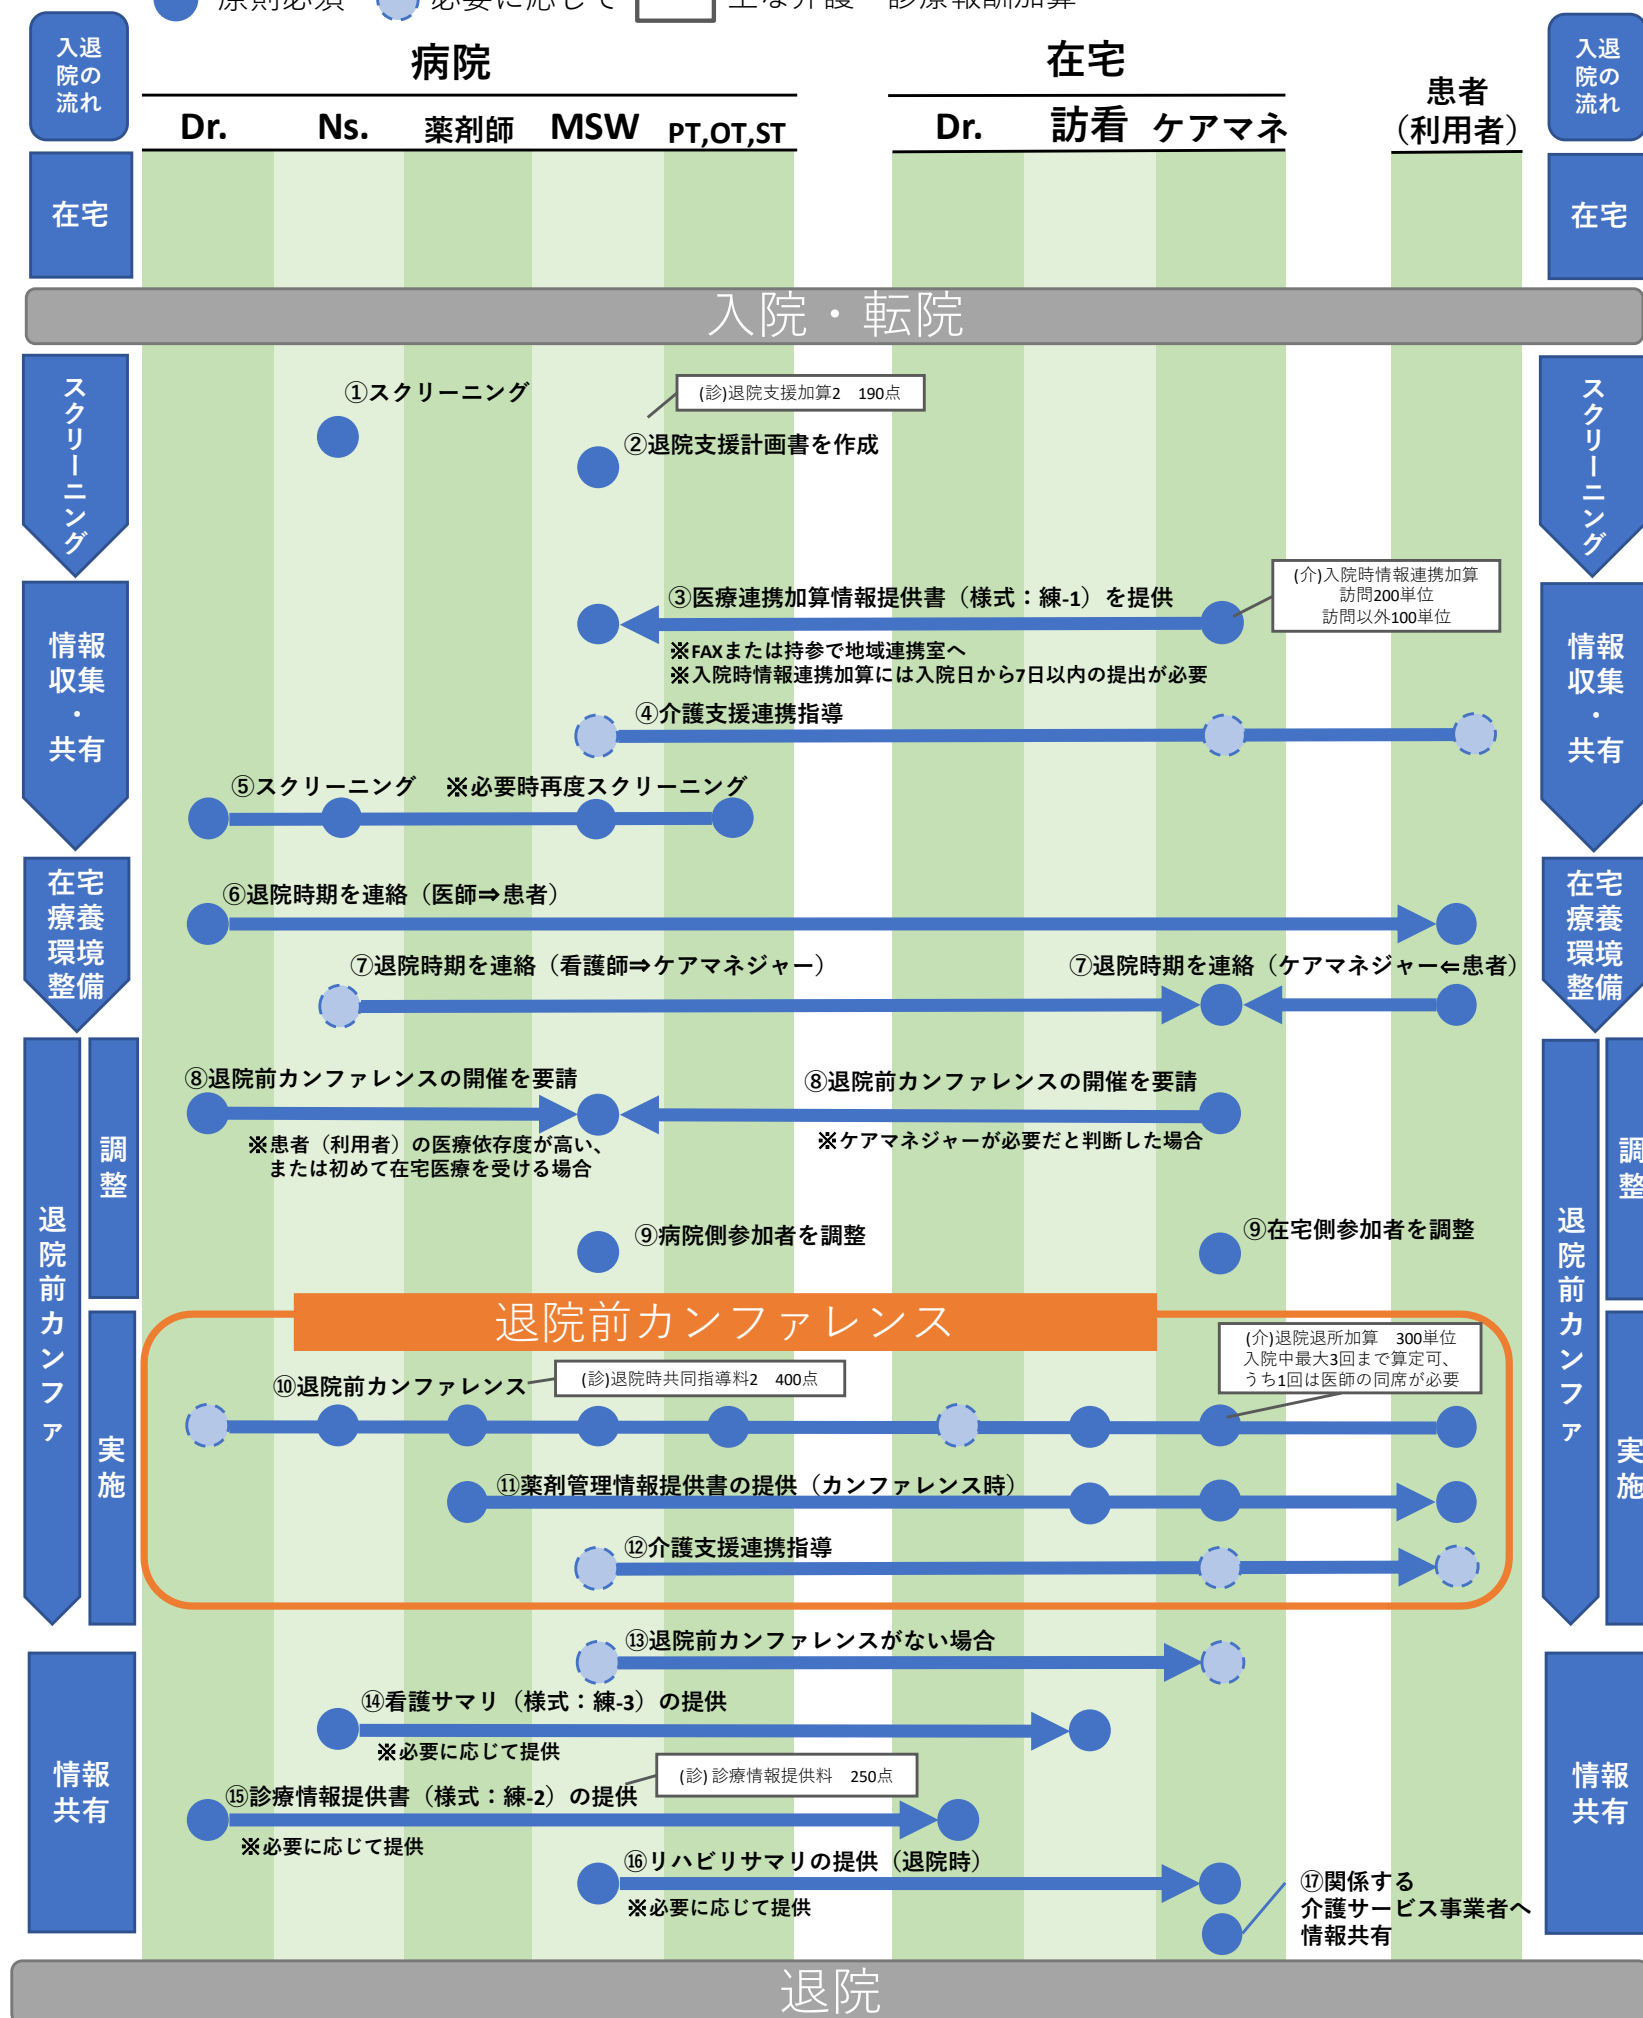 原則必須 必要に応じて 主な介護・診療報酬加算
入退
院の
流れ
病院
在宅
患者
(利用者)
入退
院の
流れ
Dr. Ns. 薬剤師 MSW PT,OT,ST Dr. 訪看 ケアマネ
在宅
在宅
入院・転院
スクリーニング
スクリーニング
①スクリーニング
(診)退院支援加算2 190点
②退院支援計画書を作成
情報
収集
・
共有
情報
収集
・
共有
(介)入院時情報連携加算
訪問200単位
訪問以外100単位
③医療連携加算情報提供書（様式：練-1）を提供
※FAXまたは持参で地域連携室へ
※入院時情報連携加算には入院日から7日以内の提出が必要
④介護支援連携指導
⑤スクリーニング ※必要時再度スクリーニング
在宅
療養
環境
整備
在宅
療養
環境
整備
⑥退院時期を連絡（医師⇒患者）
⑦退院時期を連絡（看護師⇒ケアマネジャー）
⑦退院時期を連絡（ケアマネジャー⇐患者）
退院前カンファ
調整
実施
退院前カンファ
調整
実施
⑧退院前カンファレンスの開催を要請
⑧退院前カンファレンスの開催を要請
※患者（利用者）の医療依存度が高い、
または初めて在宅医療を受ける場合
※ケアマネジャーが必要だと判断した場合
⑨病院側参加者を調整
⑨在宅側参加者を調整
退院前カンファレンス
(介)退院退所加算 300単位
入院中最大3回まで算定可、
うち1回は医師の同席が必要
⑩退院前カンファレンス
(診)退院時共同指導料2 400点
⑪薬剤管理情報提供書の提供（カンファレンス時）
⑫介護支援連携指導
情報
共有
情報
共有
⑬退院前カンファレンスがない場合
⑭看護サマリ（様式：練-3）の提供
※必要に応じて提供
(診) 診療情報提供料 250点
⑮診療情報提供書（様式：練-2）の提供
※必要に応じて提供
⑯リハビリサマリの提供（退院時）
※必要に応じて提供
⑰関係する
介護サービス事業者へ
情報共有
退院